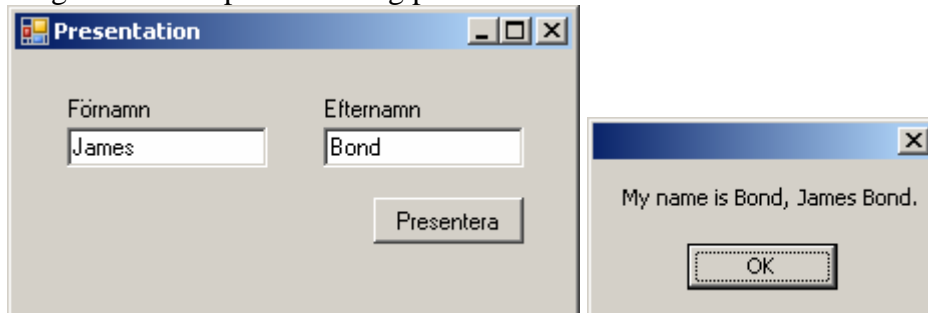 Presentation
Förnamn
Efternamn
James
Bond
My name is Bond, James Bond.
Presentera
OK